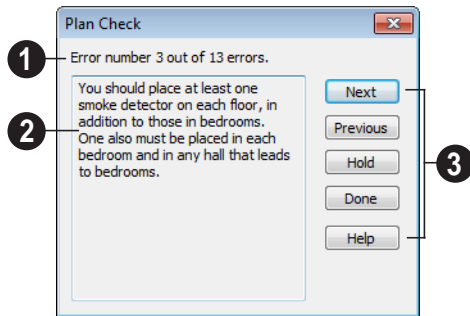 Plan Check
1 Error number 3 out of 13 errors.
You should place at least one
smoke detector on each floor, in
addition to those in bedrooms.
One also must be placed in each
bedroom and in any hall that leads
to bedrooms.
2
Next
Previous
Hold
Done
Help
3